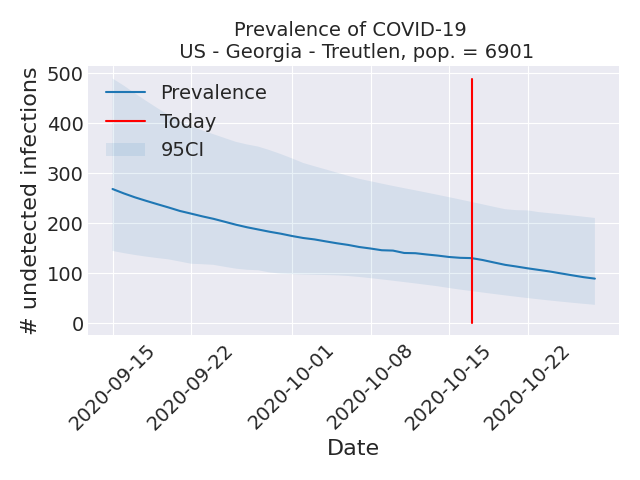 Prevalence of COVID-19
US - Georgia - Treutlen, pop. = 6901
# undetected infections
500
400
300
200
100
0
Prevalence
Today
95CI
2020-09-15
2020-09-22
2020-10-01
2020-10-08
2020-10-15
2020-10-22
Date